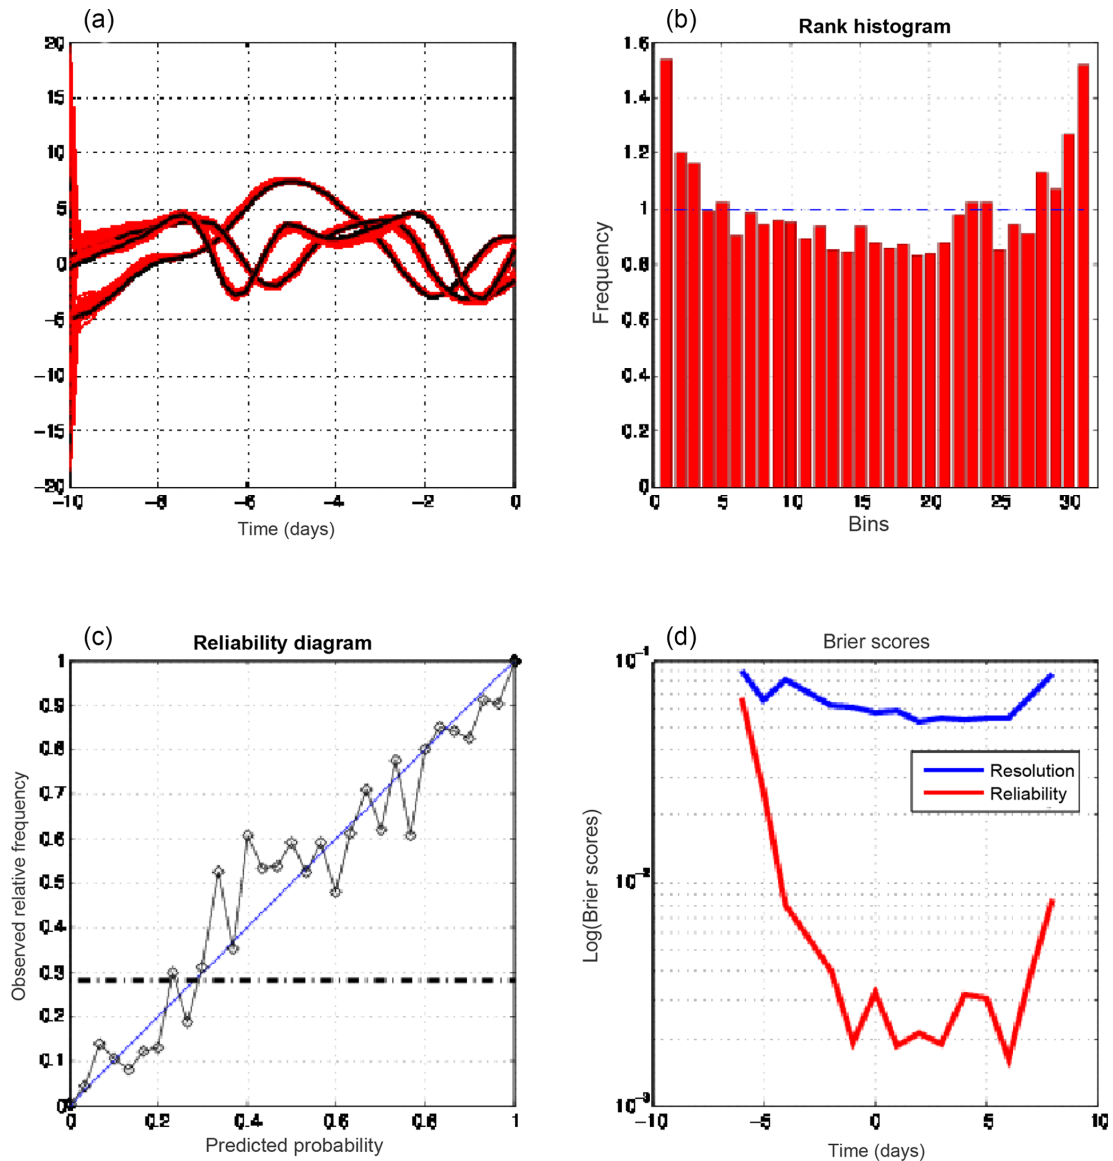 (a)
20
15
10
5
0
−5
−10
−15
−20
−10 −8 −6 −4 −2 0
Time (days)
(b)
Rank histogram
1.6
1.4
1.2
1
0.8
0.6
0.4
0.2
0
0 5 10 15 20 25 30
Frequency
Bins
(c)
Reliability diagram
1
0.9
0.8
0.7
0.6
0.5
0.4
0.3
0.2
0.1
0
0 0.2 0.4 0.6 0.8 1
Observed relative frequency
Predicted probability
(d)
Brier scores
10⁻¹
10⁻²
10⁻³
−10 −5 0 5 10
Log(Brier scores)
Resolution
Reliability
Time (days)